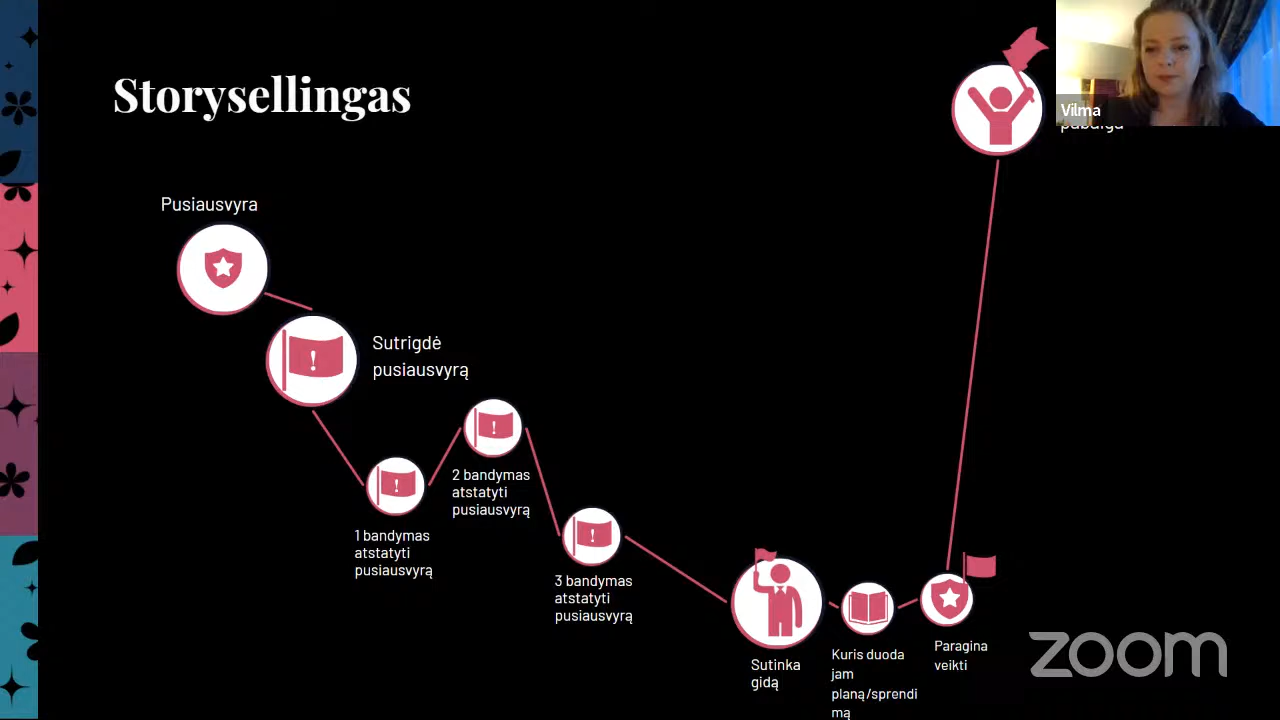 Storysellingas
Vilma
Pusiausvyra
Sutrigdė
pusiausvyrą
2 bandymas
atstatyti
pusiausvyrą
1 bandymas
atstatyti
pusiausvyrą
3 bandymas
atstatyti
pusiausvyrą
Sutinka
gidą
Kuris duoda
jam
planą/sprendi
mą
Paragina
veikti
zoom